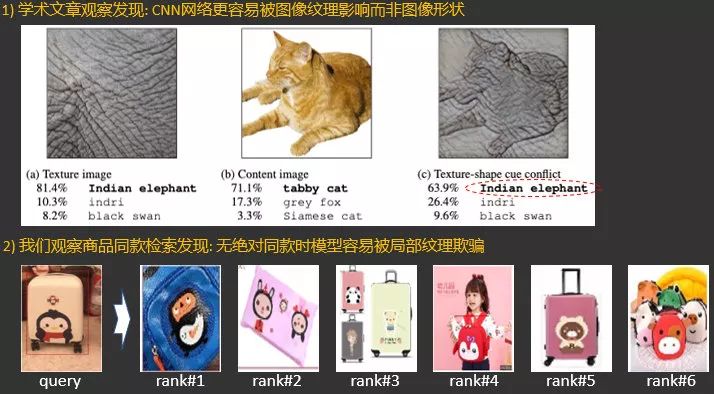 1) 学术文章观察发现: CNN网络更容易被图像纹理影响而非图像形状
(a) Texture image
81.4% Indian elephant
10.3% indri
8.2% black swan
(b) Content image
71.1% tabby cat
17.3% grey fox
3.3% Siamese cat
(c) Texture-shape cue conflict
63.9% Indian elephant
26.4% indri
9.6% black swan
2) 我们观察商品同款检索发现: 无绝对同款时模型容易被局部纹理欺骗
query
rank#1
rank#2
rank#3
rank#4
rank#5
rank#6